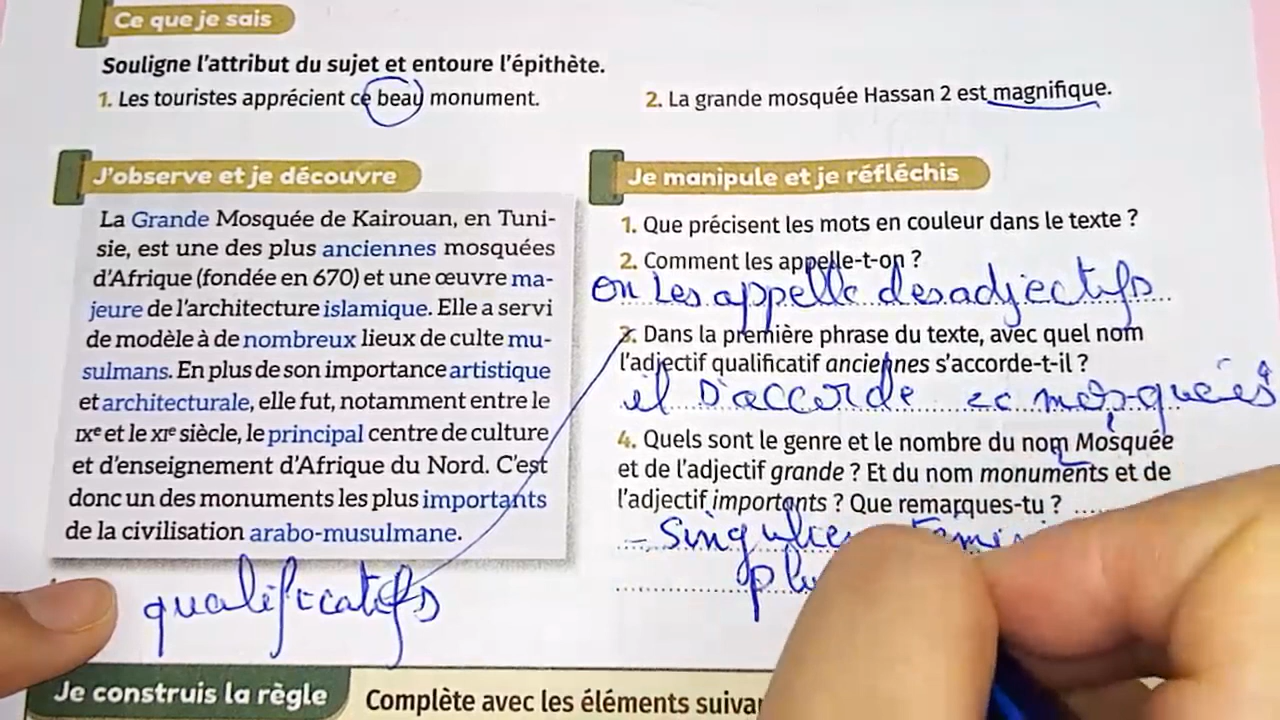 Ce que je sais
Souligne l'attribut du sujet et entoure l'épithète.
1. Les touristes apprécient ce beau monument.
2. La grande mosquée Hassan 2 est magnifique.
J'observe et je découvre
La Grande Mosquée de Kairouan, en Tuni-
sie, est une des plus anciennes mosquées
d'Afrique (fondée en 670) et une œuvre ma-
jeure de l'architecture islamique. Elle a servi
de modèle à de nombreux lieux de culte mu-
sulmans. En plus de son importance artistique
et architecturale, elle fut, notamment entre le
IXe et le XIe siècle, le principal centre de culture
et d'enseignement d'Afrique du Nord. C'est
donc un des monuments les plus importants
de la civilisation arabo-musulmane.
qualificatifs
Je manipule et je réfléchis
1. Que précisent les mots en couleur dans le texte ?
2. Comment les appelle-t-on ?
on les appelle des adjectifs
3. Dans la première phrase du texte, avec quel nom
l'adjectif qualificatif anciennes s'accorde-t-il ?
il s'accorde mosquées
4. Quels sont le genre et le nombre du nom Mosquée
et de l'adjectif grande ? Et du nom monuments et de
l'adjectif importants ? Que remarques-tu ? ....
- Singulier
Je construis la règle
Complète avec les éléments